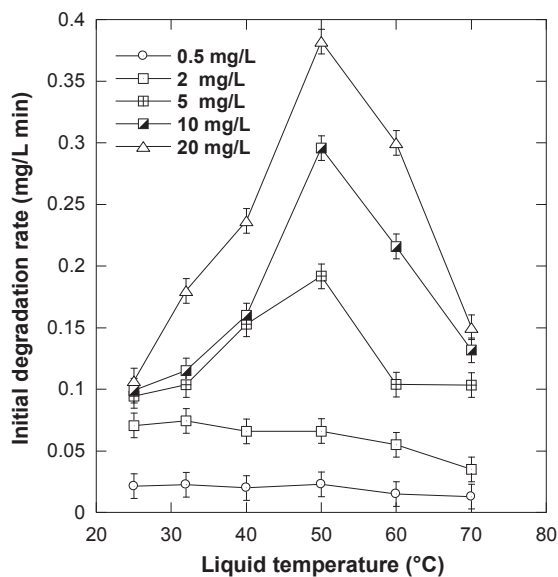 0.4
0.35
0.3
0.25
0.2
0.15
0.1
0.05
0
Initial degradation rate (mg/L min)
0.5 mg/L
2 mg/L
5 mg/L
10 mg/L
20 mg/L
20 30 40 50 60 70 80
Liquid temperature (°C)